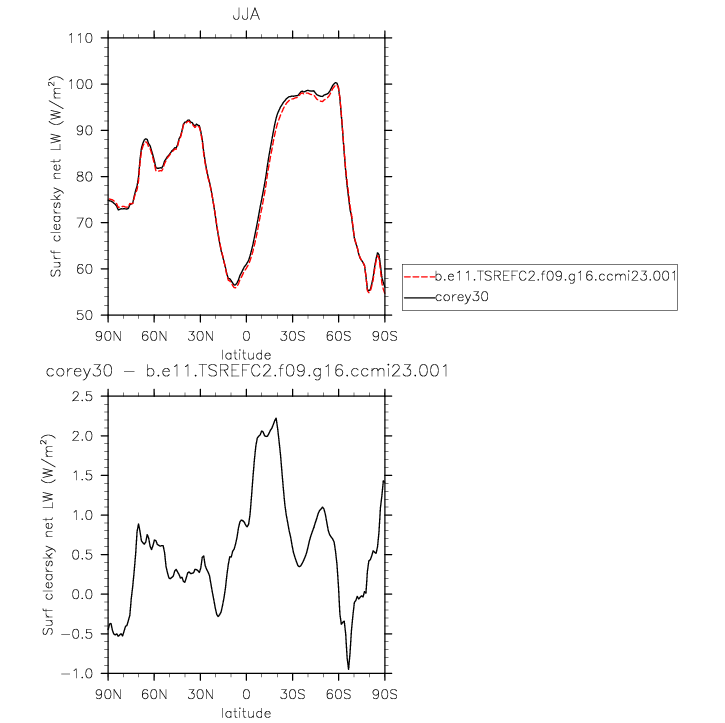 JJA
110
100
90
80
70
60
50
Surf clearsky net LW (W/m²)
90N 60N 30N 0 30S 60S 90S
latitude
b.e11.TSREFC2.f09.g16.ccmi23.001
corey30
corey30 − b.e11.TSREFC2.f09.g16.ccmi23.001
2.5
2.0
1.5
1.0
0.5
0.0
−0.5
−1.0
Surf clearsky net LW (W/m²)
90N 60N 30N 0 30S 60S 90S
latitude